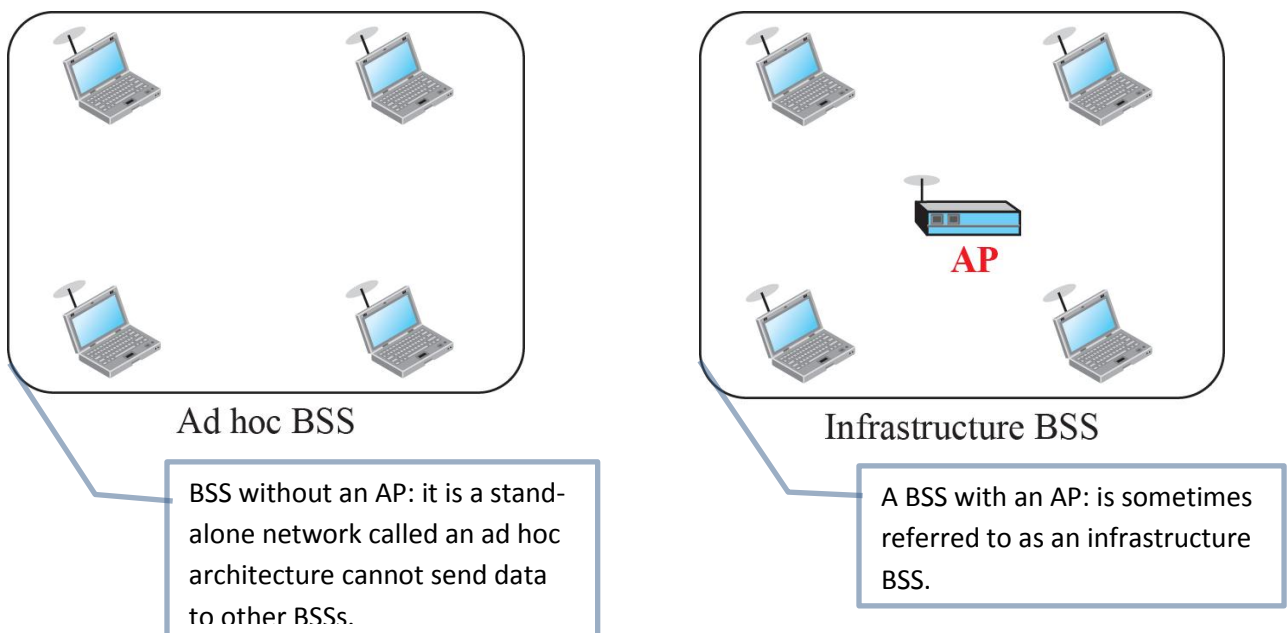 AP
Ad hoc BSS
Infrastructure BSS
BSS without an AP: it is a stand-
alone network called an ad hoc
architecture cannot send data
to other BSSs.
A BSS with an AP: is sometimes
referred to as an infrastructure
BSS.